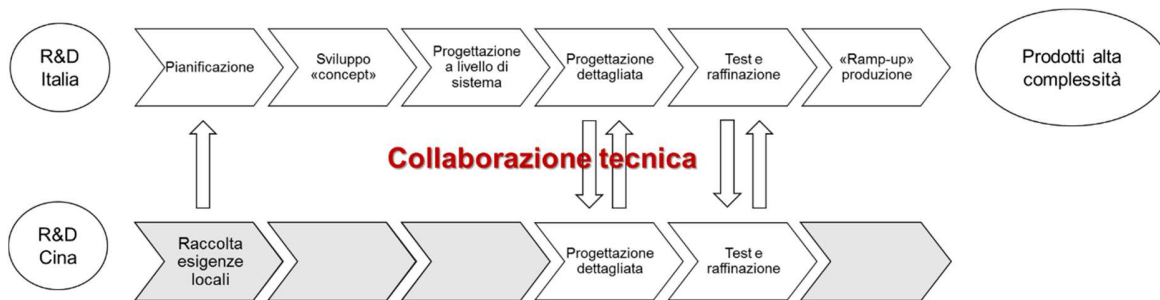 R&D
Italia
Pianificazione
Sviluppo
«concept»
Progettazione
a livello di
sistema
Progettazione
dettagliata
Test e
raffinazione
«Ramp-up»
produzione
Prodotti alta
complessità
Collaborazione tecnica
R&D
Cina
Raccolta
esigenze
locali
Progettazione
dettagliata
Test e
raffinazione